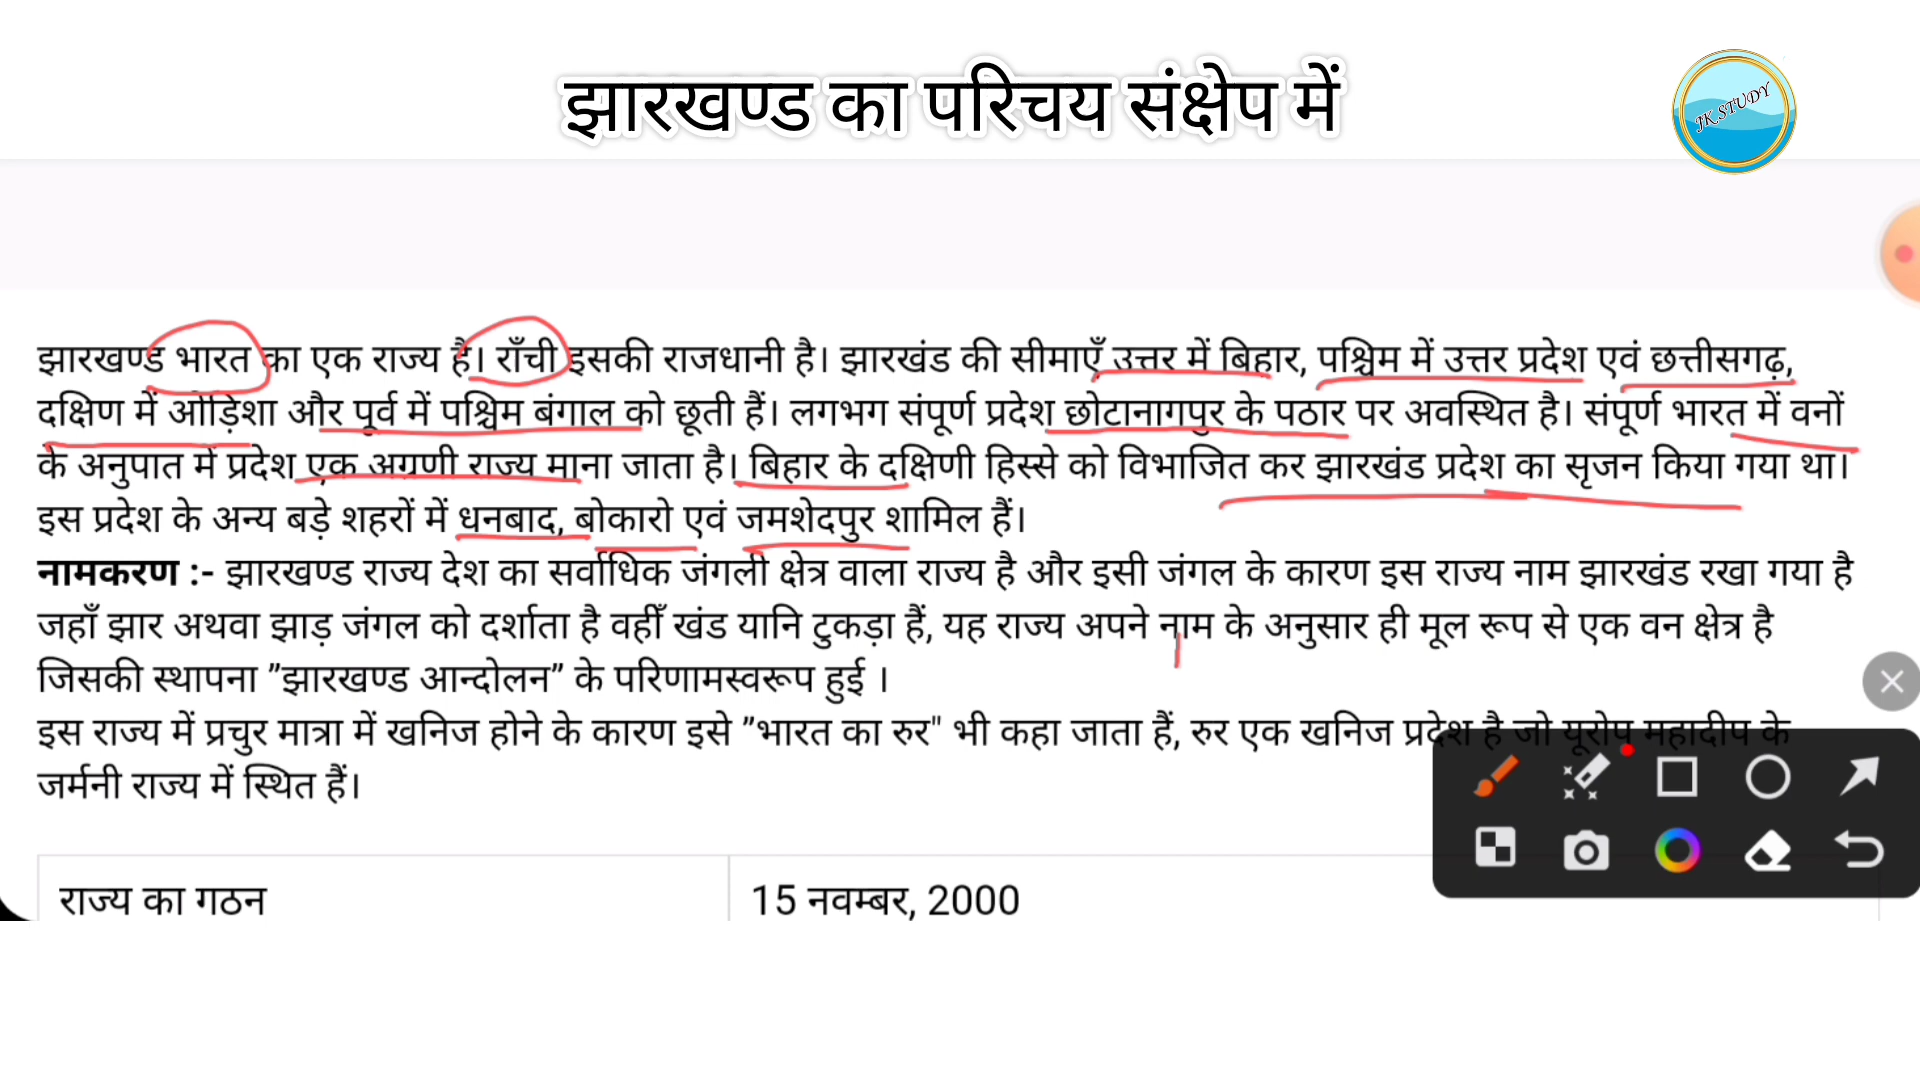 झारखण्ड का परिचय संक्षेप में
JK STUDY
झारखण्ड भारत का एक राज्य है। राँची इसकी राजधानी है। झारखंड की सीमाएँ उत्तर में बिहार, पश्चिम में उत्तर प्रदेश एवं छत्तीसगढ़,
दक्षिण में ओड़िशा और पूर्व में पश्चिम बंगाल को छूती हैं। लगभग संपूर्ण प्रदेश छोटानागपुर के पठार पर अवस्थित है। संपूर्ण भारत में वनों
के अनुपात में प्रदेश एक अग्रणी राज्य माना जाता है। बिहार के दक्षिणी हिस्से को विभाजित कर झारखंड प्रदेश का सृजन किया गया था।
इस प्रदेश के अन्य बड़े शहरों में धनबाद, बोकारो एवं जमशेदपुर शामिल हैं।
नामकरण :- झारखण्ड राज्य देश का सर्वाधिक जंगली क्षेत्र वाला राज्य है और इसी जंगल के कारण इस राज्य नाम झारखंड रखा गया है
जहाँ झार अथवा झाड़ जंगल को दर्शाता है वहीँ खंड यानि टुकड़ा हैं, यह राज्य अपने नाम के अनुसार ही मूल रूप से एक वन क्षेत्र है
जिसकी स्थापना ”झारखण्ड आन्दोलन” के परिणामस्वरूप हुई ।
इस राज्य में प्रचुर मात्रा में खनिज होने के कारण इसे ”भारत का रुर" भी कहा जाता हैं, रुर एक खनिज प्रदेश है जो यूरोप महादीप के
जर्मनी राज्य में स्थित हैं।
राज्य का गठन
15 नवम्बर, 2000